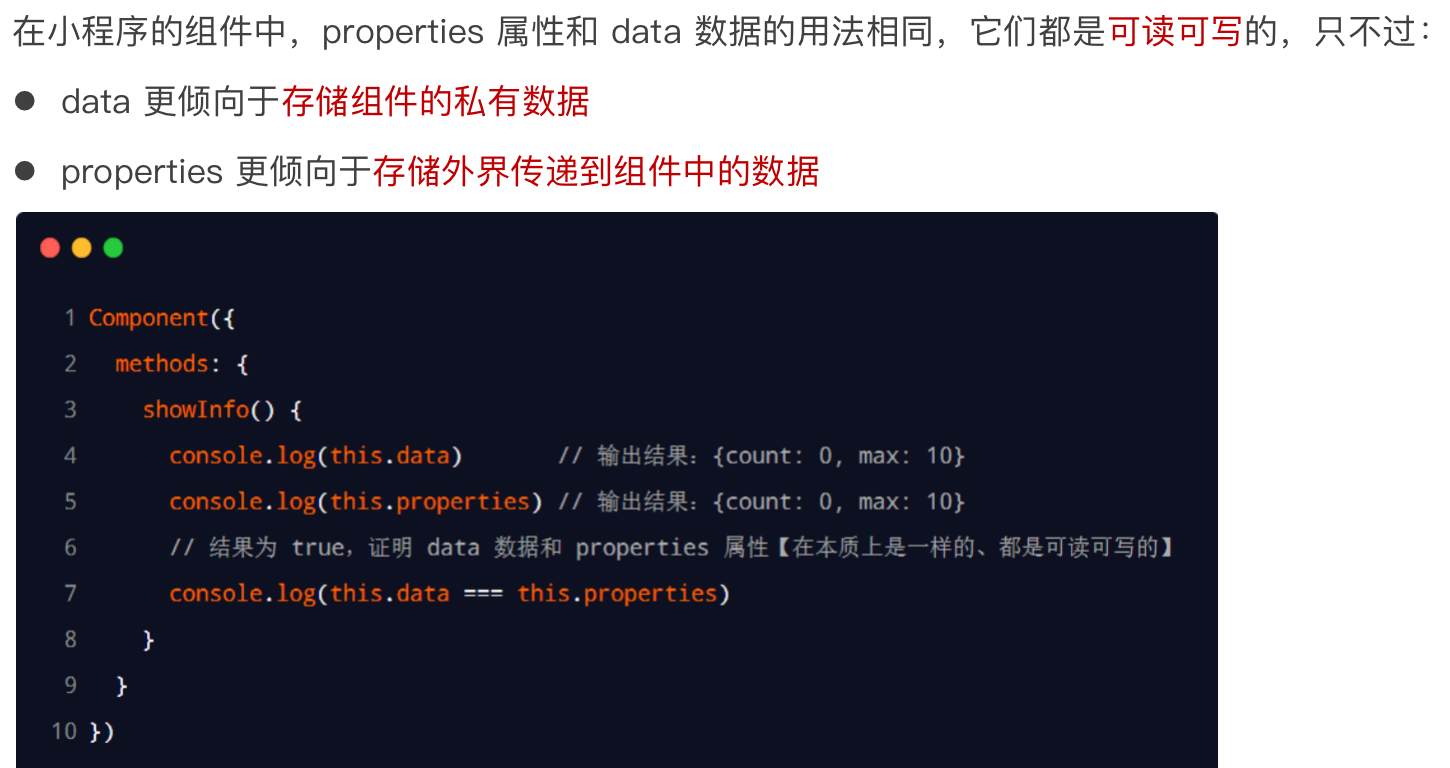 在小程序的组件中，properties 属性和 data 数据的用法相同，它们都是可读可写的，只不过：
● data 更倾向于存储组件的私有数据
● properties 更倾向于存储外界传递到组件中的数据
1 Component({
2   methods: {
3     showInfo() {
4       console.log(this.data)       // 输出结果：{count: 0, max: 10}
5       console.log(this.properties) // 输出结果：{count: 0, max: 10}
6       // 结果为 true，证明 data 数据和 properties 属性【在本质上是一样的、都是可读可写的】
7       console.log(this.data === this.properties)
8     }
9   }
10 })